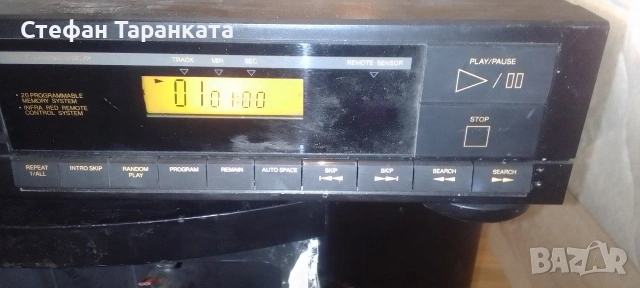 Стефан Таранката
TRACK MIN SEC REMOTE SENSOR
PLAY/PAUSE
01 01:00
• 20 PROGRAMMABLE
MEMORY SYSTEM
• INFRA RED REMOTE
CONTROL SYSTEM
STOP
REPEAT
1/ALL
INTRO SKIP
RANDOM
PLAY
PROGRAM
REMAIN
AUTO SPACE
SKIP
SKIP
SEARCH
SEARCH
BAZAR